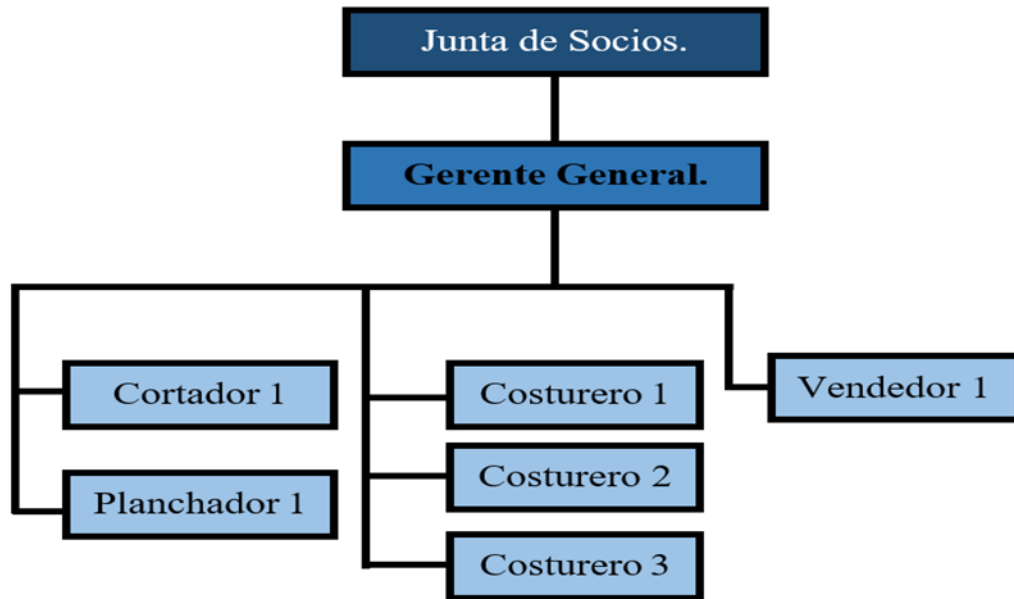 Junta de Socios.
Gerente General.
Cortador 1
Planchador 1
Costurero 1
Costurero 2
Costurero 3
Vendedor 1